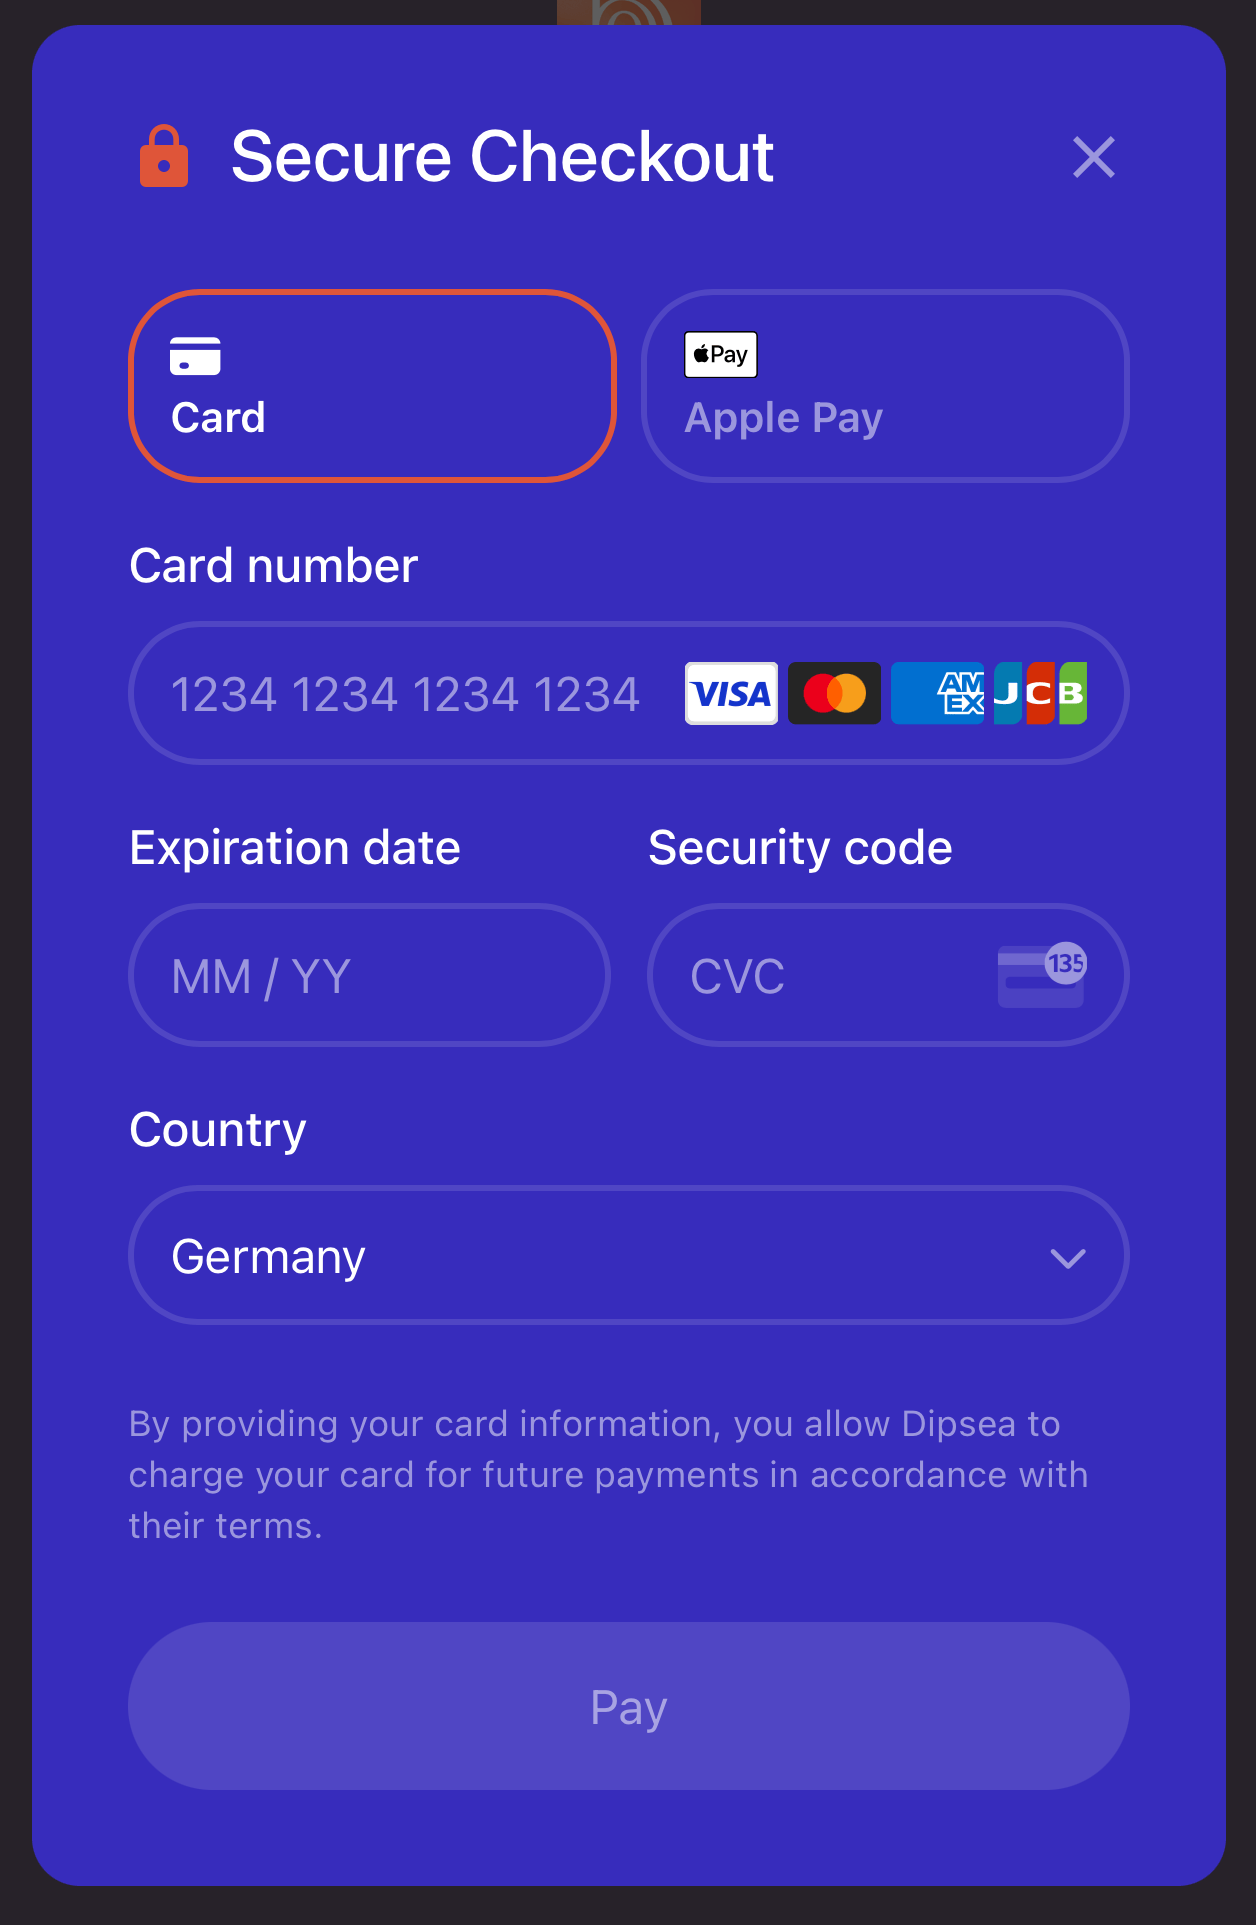 Secure Checkout
Pay
Card
Apple Pay
Card number
1234 1234 1234 1234
VISA
AM
EX
JCB
Expiration date
Security code
MM / YY
CVC
135
Country
Germany
By providing your card information, you allow Dipsea to
charge your card for future payments in accordance with
their terms.
Pay